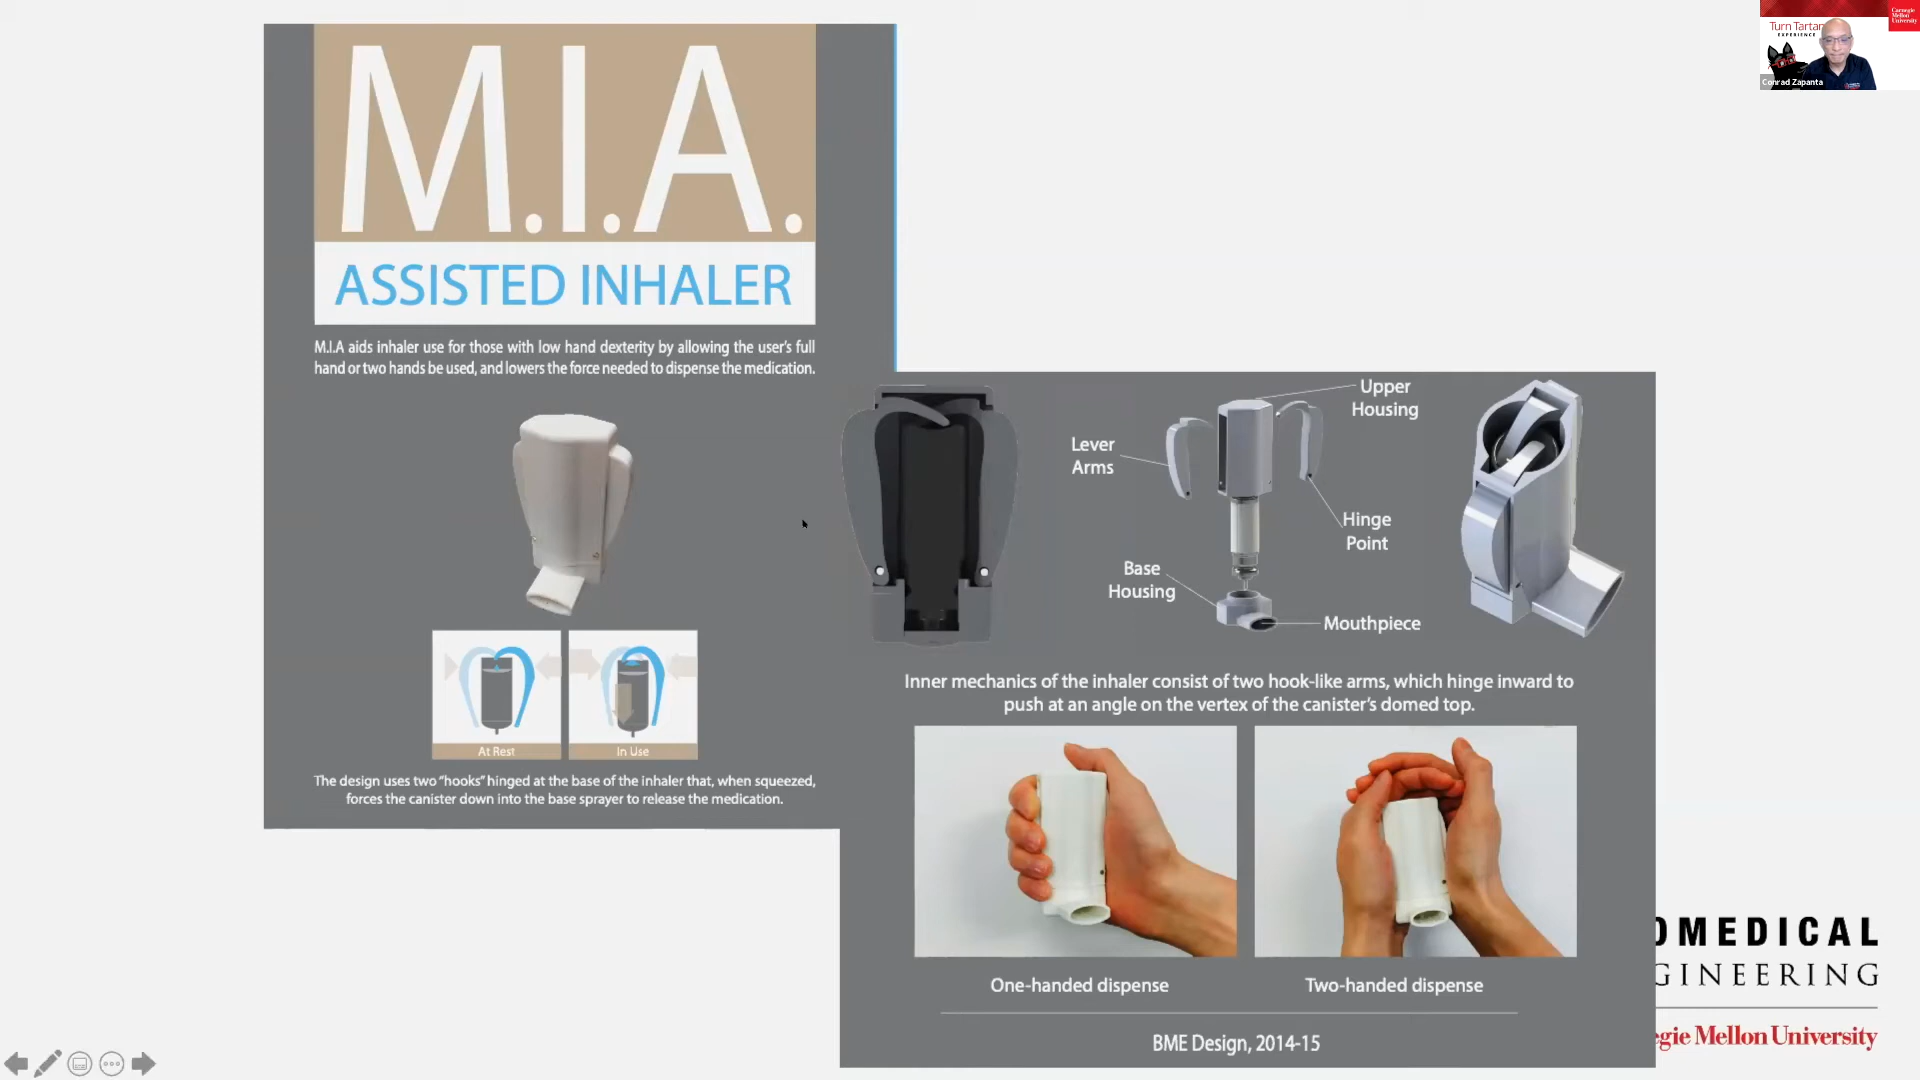 M.I.A.
ASSISTED INHALER
M.I.A aids inhaler use for those with low hand dexterity by allowing the user's full
hand or two hands be used, and lowers the force needed to dispense the medication.
At Rest
In Use
The design uses two "hooks" hinged at the base of the inhaler that, when squeezed,
forces the canister down into the base sprayer to release the medication.
Upper
Housing
Lever
Arms
Hinge
Point
Base
Housing
Mouthpiece
Inner mechanics of the inhaler consist of two hook-like arms, which hinge inward to
push at an angle on the vertex of the canister's domed top.
One-handed dispense
Two-handed dispense
BME Design, 2014-15
OMEDICAL
GINEERING
egie Mellon University
Turn Tartan
EXPERIENCE
Conrad Zapanta
Carnegie
Mellon
University